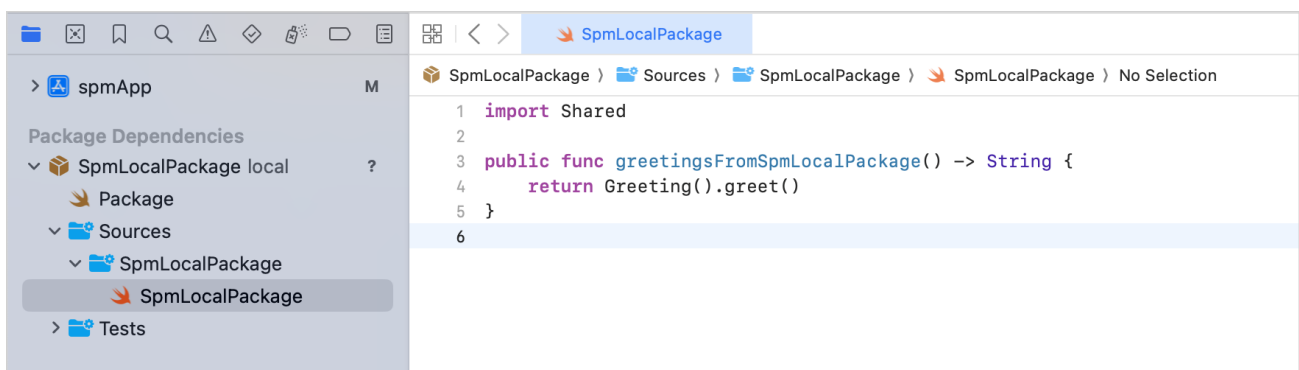 SpmLocalPackage
spmApp M
Package Dependencies
SpmLocalPackage local ?
Package
Sources
SpmLocalPackage
SpmLocalPackage
Tests
SpmLocalPackage ⟩ Sources ⟩ SpmLocalPackage ⟩ SpmLocalPackage ⟩ No Selection
1 import Shared
2
3 public func greetingsFromSpmLocalPackage() -> String {
4     return Greeting().greet()
5 }
6